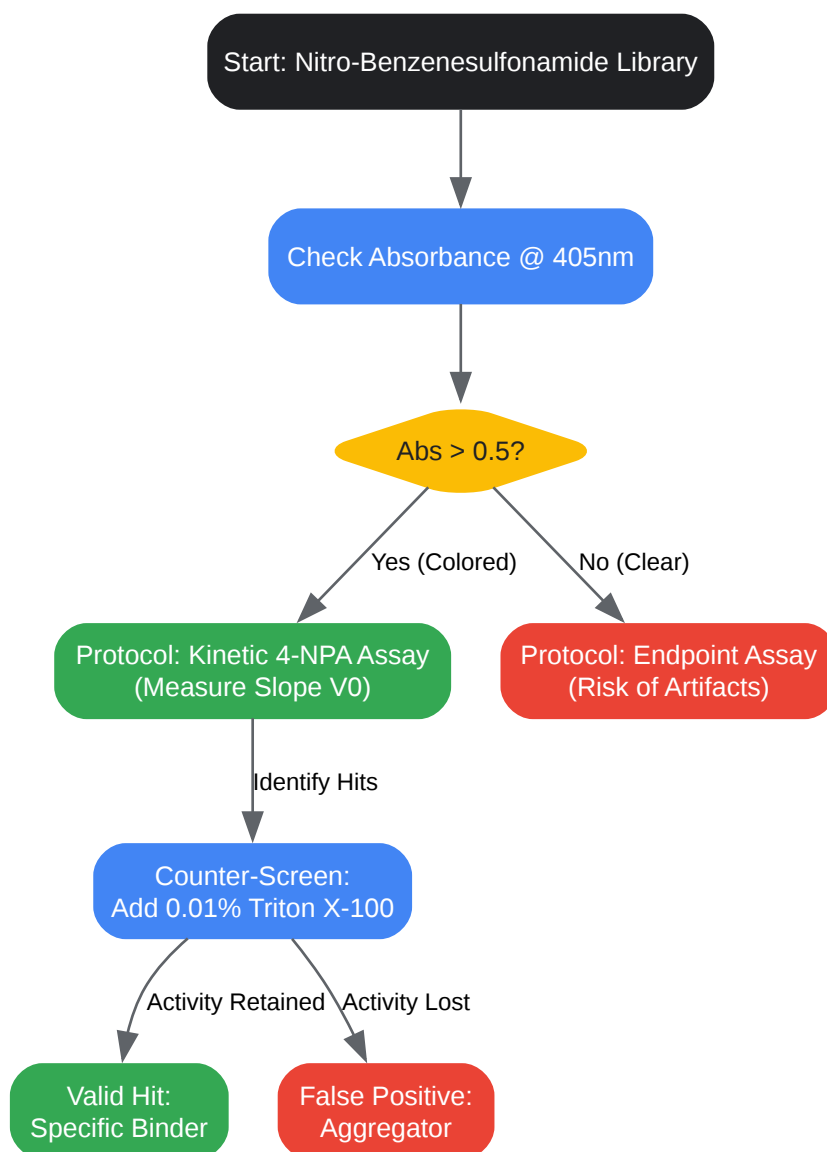 Start: Nitro-Benzenesulfonamide Library
Check Absorbance @ 405nm
Abs > 0.5?
Yes (Colored)
No (Clear)
Protocol: Kinetic 4-NPA Assay
(Measure Slope V0)
Protocol: Endpoint Assay
(Risk of Artifacts)
Identify Hits
Counter-Screen:
Add 0.01% Triton X-100
Activity Retained
Activity Lost
Valid Hit:
Specific Binder
False Positive:
Aggregator